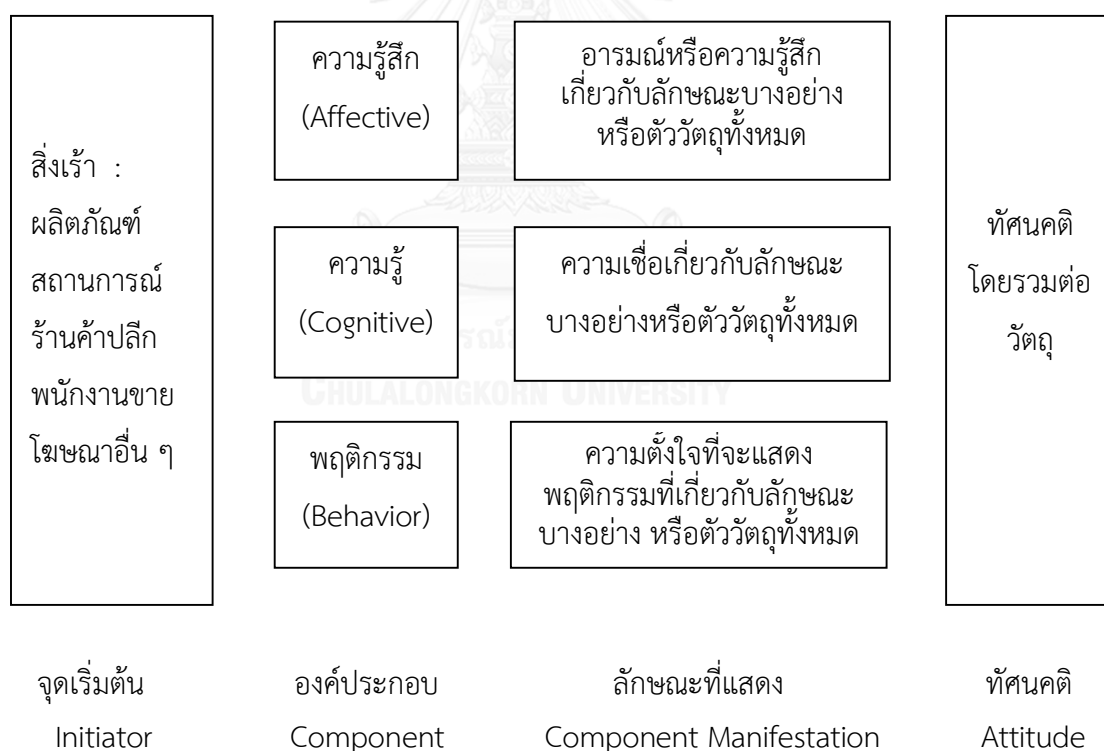 สิ่งเร้า :
ผลิตภัณฑ์
สถานการณ์
ร้านค้าปลีก
พนักงานขาย
โฆษณาอื่น ๆ
ความรู้สึก
(Affective)
อารมณ์หรือความรู้สึก
เกี่ยวกับลักษณะบางอย่าง
หรือตัววัตถุทั้งหมด
ความรู้
(Cognitive)
ความเชื่อเกี่ยวกับลักษณะ
บางอย่างหรือตัววัตถุทั้งหมด
พฤติกรรม
(Behavior)
ความตั้งใจที่จะแสดง
พฤติกรรมที่เกี่ยวกับลักษณะ
บางอย่าง หรือตัววัตถุทั้งหมด
ทัศนคติ
โดยรวมต่อ
วัตถุ
CHULALONGKORN UNIVERSITY
จุดเริ่มต้น
Initiator
องค์ประกอบ
Component
ลักษณะที่แสดง
Component Manifestation
ทัศนคติ
Attitude